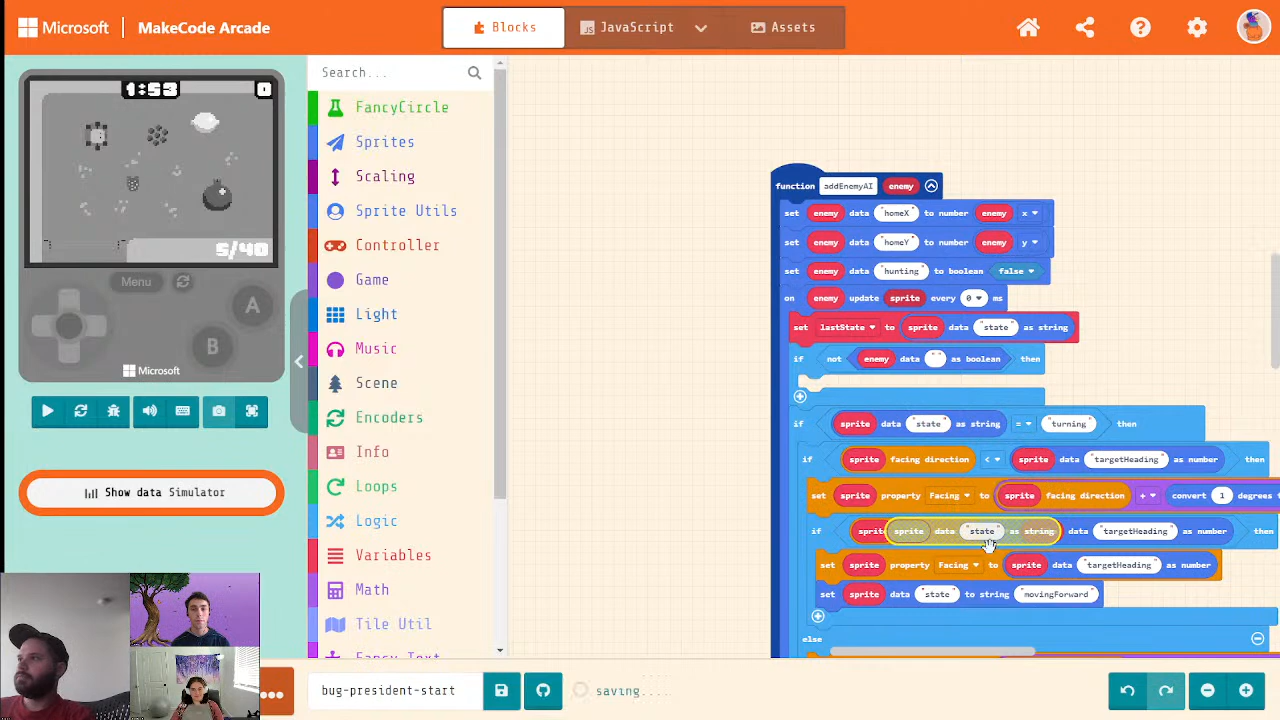 Microsoft | MakeCode Arcade
Blocks
JavaScript
Assets
1:53
0
5/40
Menu
A
B
Microsoft
Show data Simulator
Search...
FancyCircle
Sprites
Scaling
Sprite Utils
Controller
Game
Light
Music
Scene
Encoders
Info
Loops
Logic
Variables
Math
Tile Util
Fancy Text
function addEnemyAI enemy
set enemy data "homeX" to number enemy x
set enemy data "homeY" to number enemy y
set enemy data "hunting" to boolean false
on enemy update sprite every 0 ms
set lastState to sprite data "state" as string
if not enemy data "" as boolean then
if sprite data "state" as string = "turning" then
if sprite facing direction < sprite data "targetHeading" as number then
set sprite property Facing to sprite facing direction + convert 1 degrees
if sprite data "state" as string data "targetHeading" as number then
set sprite property Facing to sprite data "targetHeading" as number
set sprite data "state" to string "movingForward"
else
bug-president-start
saving....